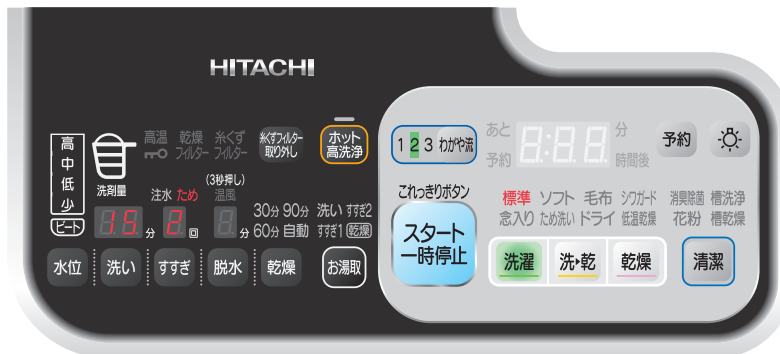 HITACHI
高
中
低
少
ビート
洗剤量
高温 乾燥フィルター 糸くずフィルター
糸くずフィルター取り外し
ホット高洗浄
注水 ため
(3秒押し)
温風
15分 2回 8.分
30分 90分
60分 自動
洗い すすぎ2
すすぎ1 乾燥
水位 洗い すすぎ 脱水 乾燥 お湯取
1 2 3 わがや流
あと
予約
8:88
分
時間後
予約
これっきりボタン
スタート
一時停止
標準 ソフト 毛布 シワガード 消臭除菌 槽洗浄
念入り ため洗い ドライ 低温乾燥 花粉 槽乾燥
洗濯 洗・乾 乾燥 清潔